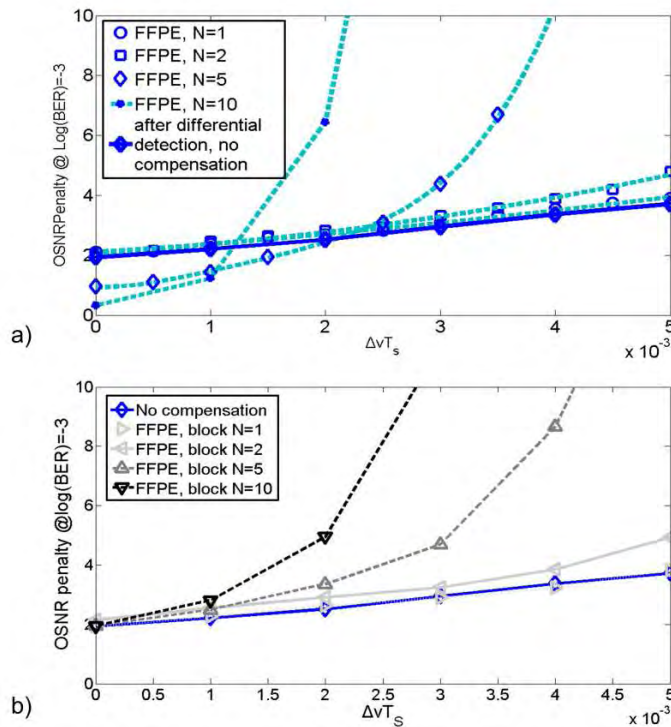 10
8
6
4
2
0
OSNRPenalty @ Log(BER)=-3
FFPE, N=1
FFPE, N=2
FFPE, N=5
FFPE, N=10
after differential
detection, no
compensation
0 1 2 3 4 5
ΔvTs
x 10-3
a)
10
8
6
4
2
0
OSNR penalty @log(BER)=-3
No compensation
FFPE, block N=1
FFPE, block N=2
FFPE, block N=5
FFPE, block N=10
0 0.5 1 1.5 2 2.5 3 3.5 4 4.5 5
ΔvTS
x 10-3
b)